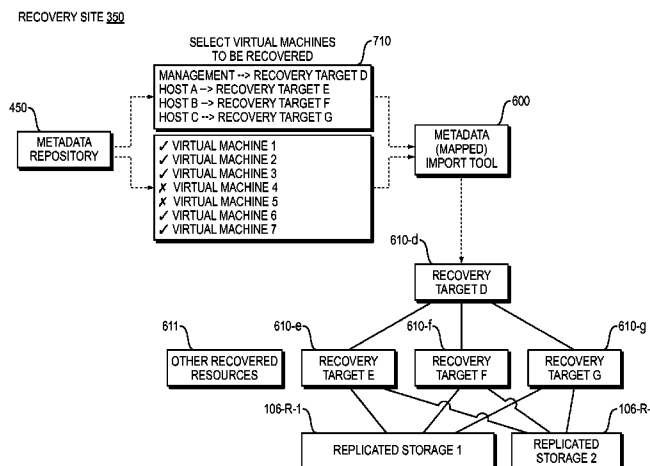 RECOVERY SITE 350
SELECT VIRTUAL MACHINES
TO BE RECOVERED
710
MANAGEMENT --> RECOVERY TARGET D
HOST A --> RECOVERY TARGET E
HOST B --> RECOVERY TARGET F
HOST C --> RECOVERY TARGET G
450
METADATA
REPOSITORY
600
METADATA
(MAPPED)
IMPORT TOOL
✓ VIRTUAL MACHINE 1
✓ VIRTUAL MACHINE 2
✓ VIRTUAL MACHINE 3
✗ VIRTUAL MACHINE 4
✗ VIRTUAL MACHINE 5
✓ VIRTUAL MACHINE 6
✓ VIRTUAL MACHINE 7
610-d
RECOVERY
TARGET D
611
OTHER RECOVERED
RESOURCES
610-e
RECOVERY
TARGET E
610-f
RECOVERY
TARGET F
610-g
RECOVERY
TARGET G
106-R-1
REPLICATED STORAGE 1
106-R-
REPLICATED
STORAGE 2